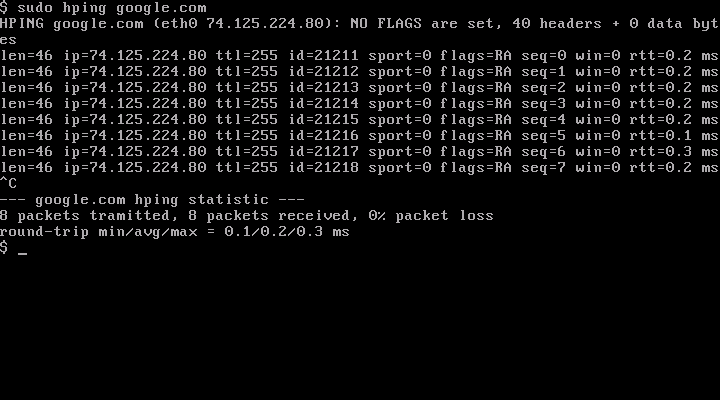 $ sudo hping google.com
HPING google.com (eth0 74.125.224.80): NO FLAGS are set, 40 headers + 0 data byt
es
len=46 ip=74.125.224.80 ttl=255 id=21211 sport=0 flags=RA seq=0 win=0 rtt=0.2 ms
len=46 ip=74.125.224.80 ttl=255 id=21212 sport=0 flags=RA seq=1 win=0 rtt=0.2 ms
len=46 ip=74.125.224.80 ttl=255 id=21213 sport=0 flags=RA seq=2 win=0 rtt=0.2 ms
len=46 ip=74.125.224.80 ttl=255 id=21214 sport=0 flags=RA seq=3 win=0 rtt=0.2 ms
len=46 ip=74.125.224.80 ttl=255 id=21215 sport=0 flags=RA seq=4 win=0 rtt=0.2 ms
len=46 ip=74.125.224.80 ttl=255 id=21216 sport=0 flags=RA seq=5 win=0 rtt=0.1 ms
len=46 ip=74.125.224.80 ttl=255 id=21217 sport=0 flags=RA seq=6 win=0 rtt=0.3 ms
len=46 ip=74.125.224.80 ttl=255 id=21218 sport=0 flags=RA seq=7 win=0 rtt=0.2 ms
^C
--- google.com hping statistic ---
8 packets tramitted, 8 packets received, 0% packet loss
round-trip min/avg/max = 0.1/0.2/0.3 ms
$ _